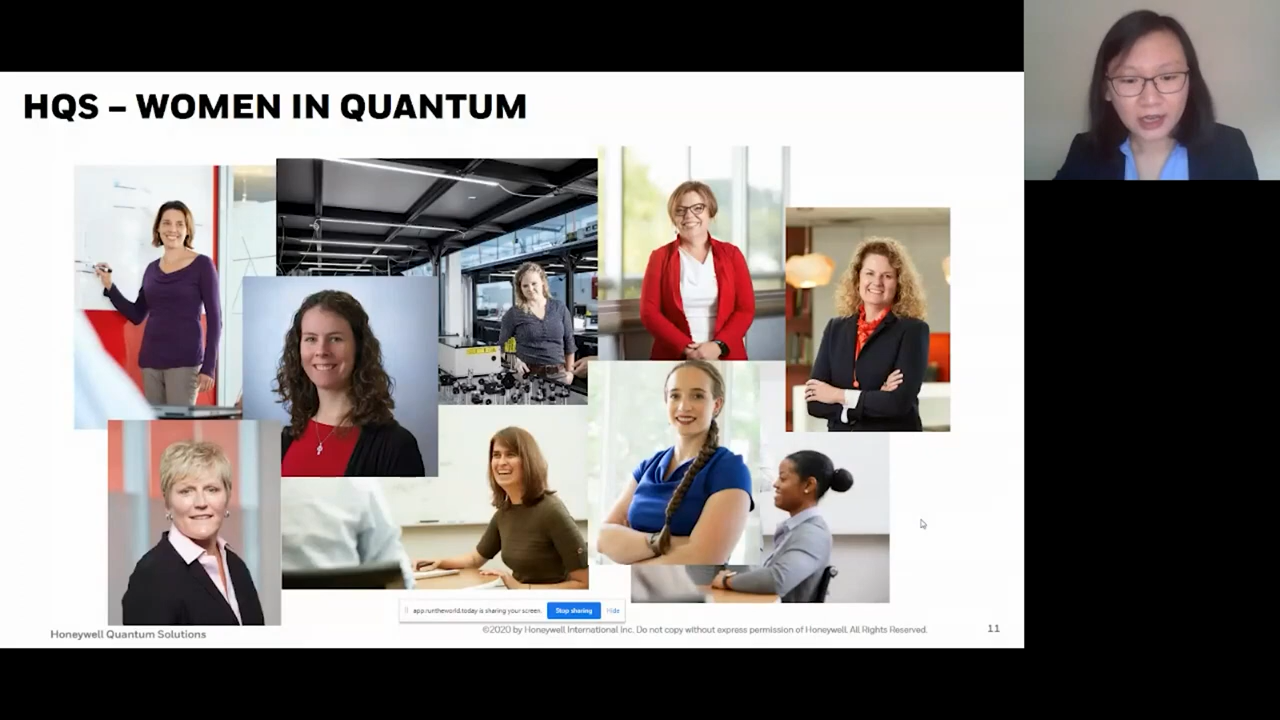 HQS – WOMEN IN QUANTUM
app.runtheworld.today is sharing your screen.
Stop sharing
Hide
Honeywell Quantum Solutions
©2020 by Honeywell International Inc. Do not copy without express permission of Honeywell. All Rights Reserved.
11